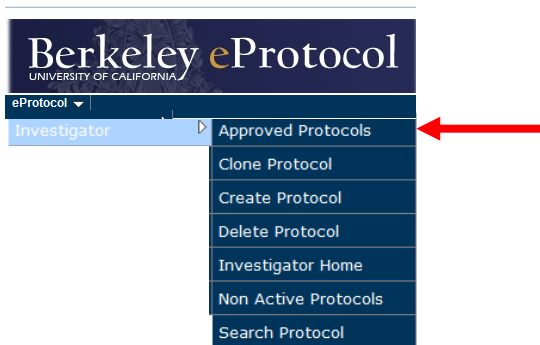 Berkeley eProtocol
UNIVERSITY OF CALIFORNIA
eProtocol
Investigator
Approved Protocols
Clone Protocol
Create Protocol
Delete Protocol
Investigator Home
Non Active Protocols
Search Protocol